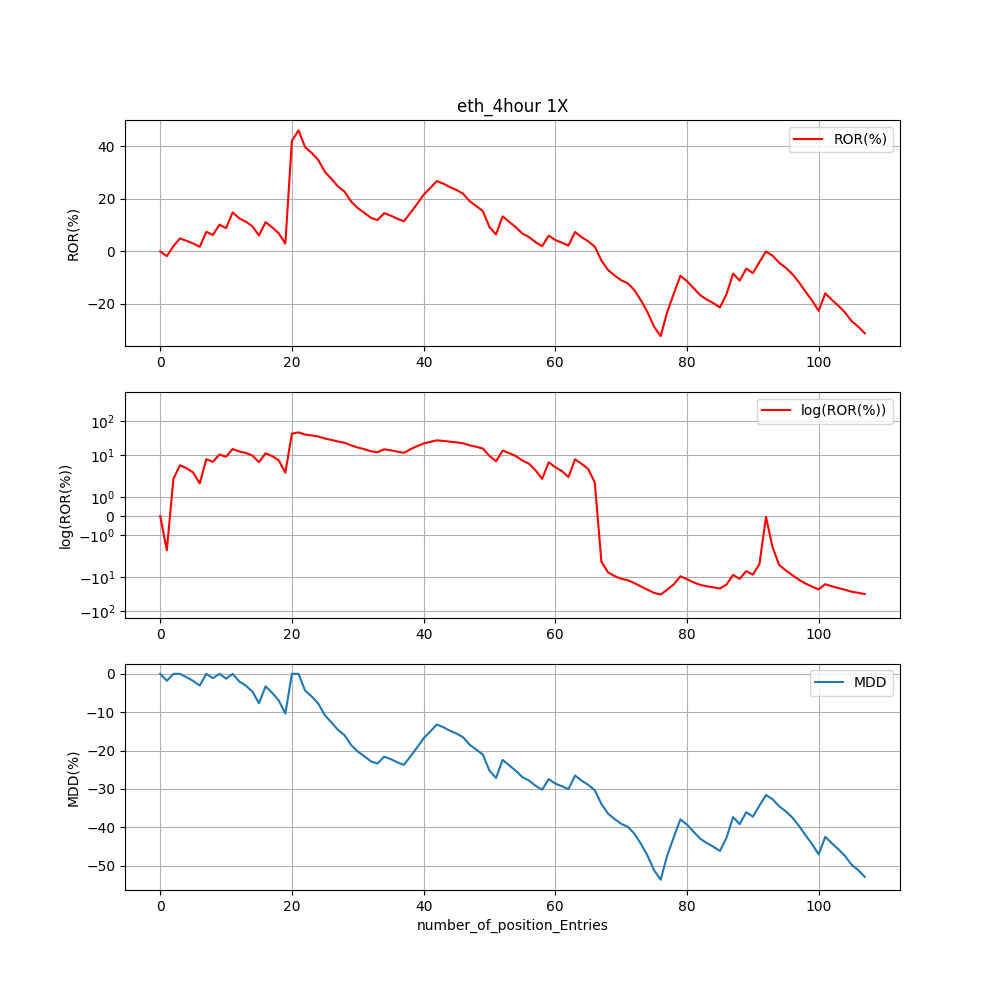 eth_4hour 1X
ROR(%)
40
20
0
−20
ROR(%)
0 20 40 60 80 100
log(ROR(%))
10²
10¹
10⁰
0
−10⁰
−10¹
−10²
log(ROR(%))
0 20 40 60 80 100
MDD
0
−10
−20
−30
−40
−50
MDD(%)
0 20 40 60 80 100
number_of_position_Entries